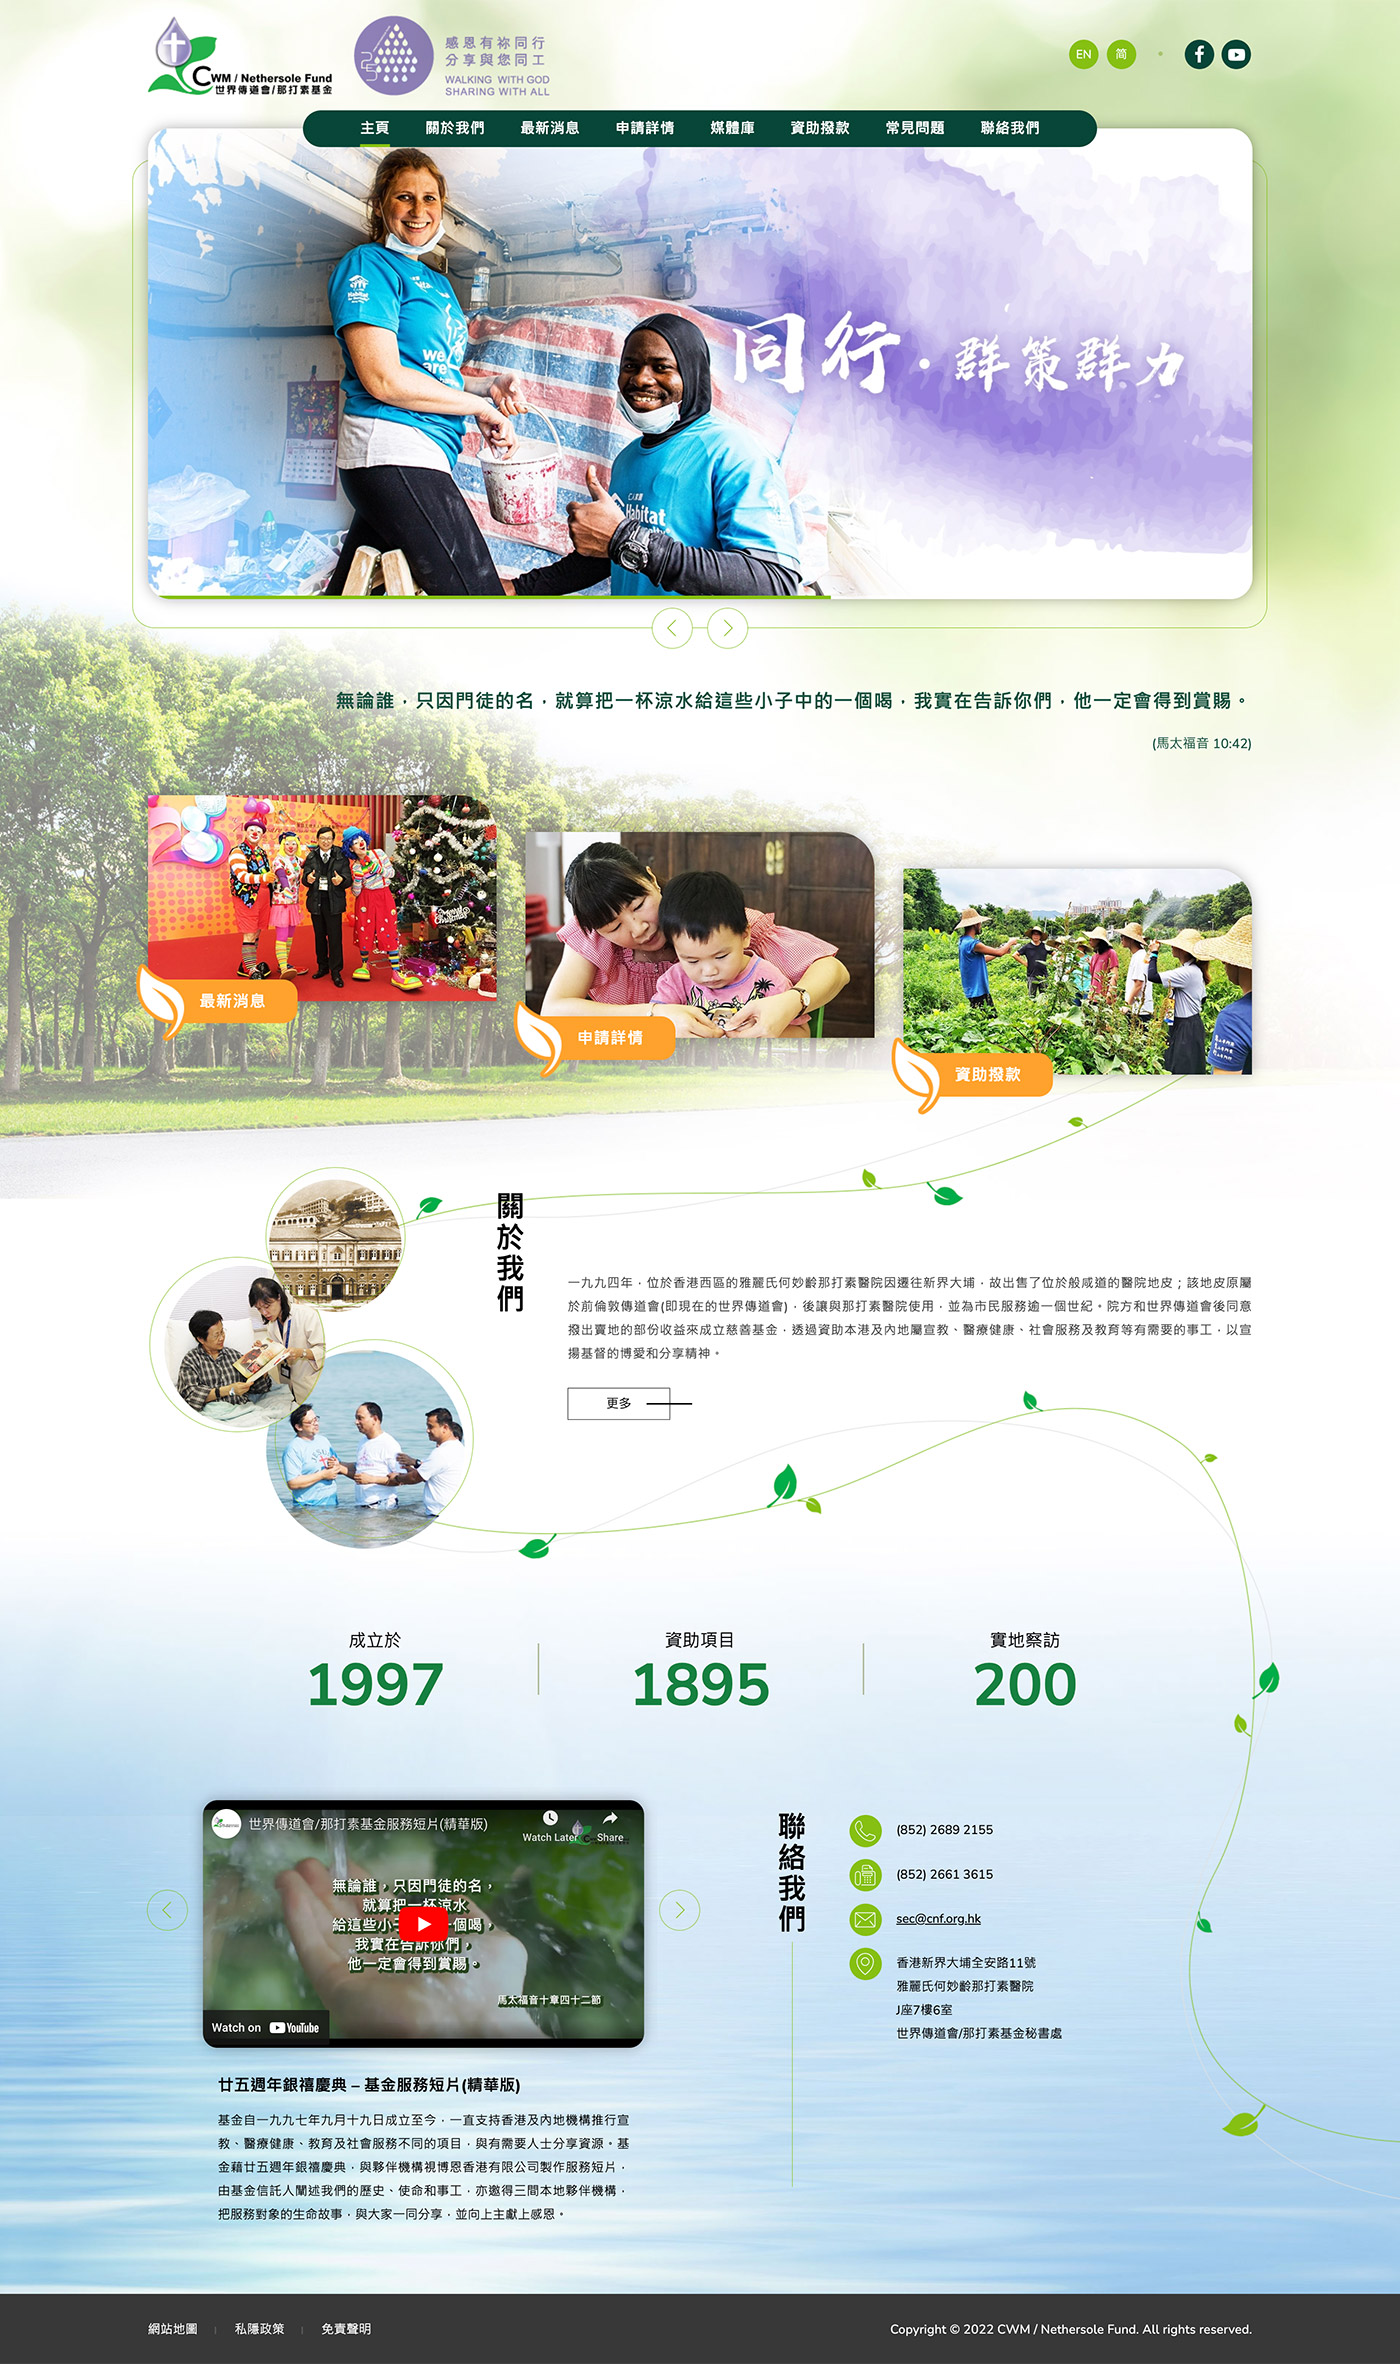 CWM / Nethersole Fund
世界傳道會/那打素基金
感恩有祢同行
分享與您同工
WALKING WITH GOD
SHARING WITH ALL
EN
简
主頁
關於我們
最新消息
申請詳情
媒體庫
資助撥款
常見問題
聯絡我們
Habitat
we
are
同行・群策群力
仁人家園
Habitat
無論誰，只因門徒的名，就算把一杯涼水給這些小子中的一個喝，我實在告訴你們，他一定會得到賞賜。
(馬太福音 10:42)
最新消息
申請詳情
資助撥款
關於我們
一九九四年，位於香港西區的雅麗氏何妙齡那打素醫院因遷往新界大埔，故出售了位於般咸道的醫院地皮；該地皮原屬
於前倫敦傳道會(即現在的世界傳道會)，後讓與那打素醫院使用，並為市民服務逾一個世紀。院方和世界傳道會後同意
撥出賣地的部份收益來成立慈善基金，透過資助本港及內地屬宣教、醫療健康、社會服務及教育等有需要的事工，以宣
揚基督的博愛和分享精神。
更多
成立於
1997
資助項目
1895
實地察訪
200
世界傳道會/那打素基金服務短片(精華版)
Watch Later
Share
無論誰，只因門徒的名，
就算把一杯涼水
給這些小子 一個喝，
我實在告訴你們，
他一定會得到賞賜。
馬太福音十章四十二節
Watch on YouTube
廿五週年銀禧慶典 – 基金服務短片(精華版)
基金自一九九七年九月十九日成立至今，一直支持香港及內地機構推行宣
教、醫療健康、教育及社會服務不同的項目，與有需要人士分享資源。基
金藉廿五週年銀禧慶典，與夥伴機構視博恩香港有限公司製作服務短片，
由基金信託人闡述我們的歷史、使命和事工，亦邀得三間本地夥伴機構，
把服務對象的生命故事，與大家一同分享，並向上主獻上感恩。
聯絡我們
(852) 2689 2155
(852) 2661 3615
sec@cnf.org.hk
香港新界大埔全安路11號
雅麗氏何妙齡那打素醫院
J座7樓6室
世界傳道會/那打素基金秘書處
網站地圖
私隱政策
免責聲明
Copyright © 2022 CWM / Nethersole Fund. All rights reserved.